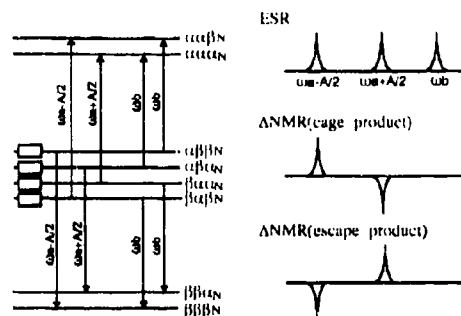 ααβN
αααN
ωa-A/2
ωa+A/2
ωb
ωb
αββN
αβαN
βααN
βαβN
ωa-A/2
ωa+A/2
ωb
ωb
ββαN
βββN
ESR
ωa-A/2 ωa+A/2 ωb
ΔNMR(cage product)
ΔNMR(escape product)